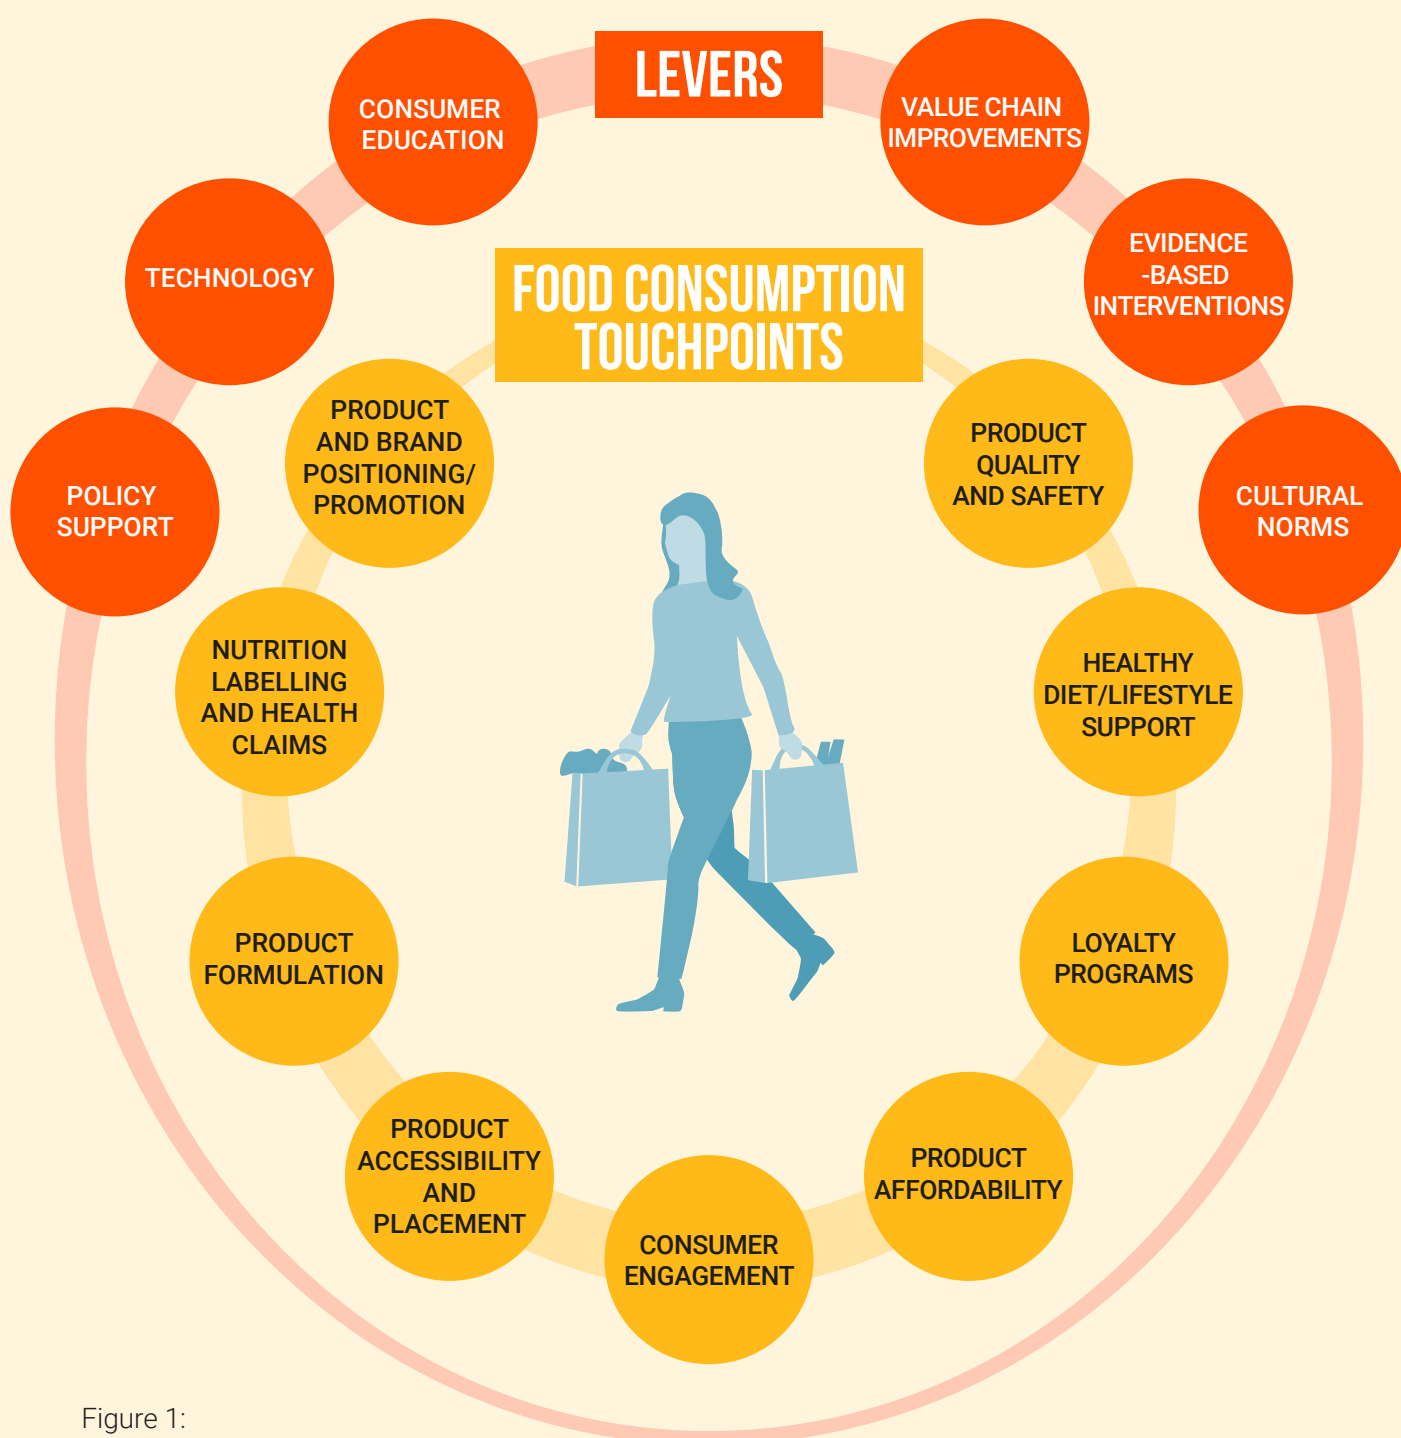 LEVERS
CONSUMER
EDUCATION
VALUE CHAIN
IMPROVEMENTS
TECHNOLOGY
EVIDENCE
-BASED
INTERVENTIONS
POLICY
SUPPORT
CULTURAL
NORMS
FOOD CONSUMPTION
TOUCHPOINTS
PRODUCT
AND BRAND
POSITIONING/
PROMOTION
PRODUCT
QUALITY
AND SAFETY
NUTRITION
LABELLING
AND HEALTH
CLAIMS
HEALTHY
DIET/LIFESTYLE
SUPPORT
PRODUCT
FORMULATION
LOYALTY
PROGRAMS
PRODUCT
ACCESSIBILITY
AND
PLACEMENT
PRODUCT
AFFORDABILITY
CONSUMER
ENGAGEMENT
Figure 1: